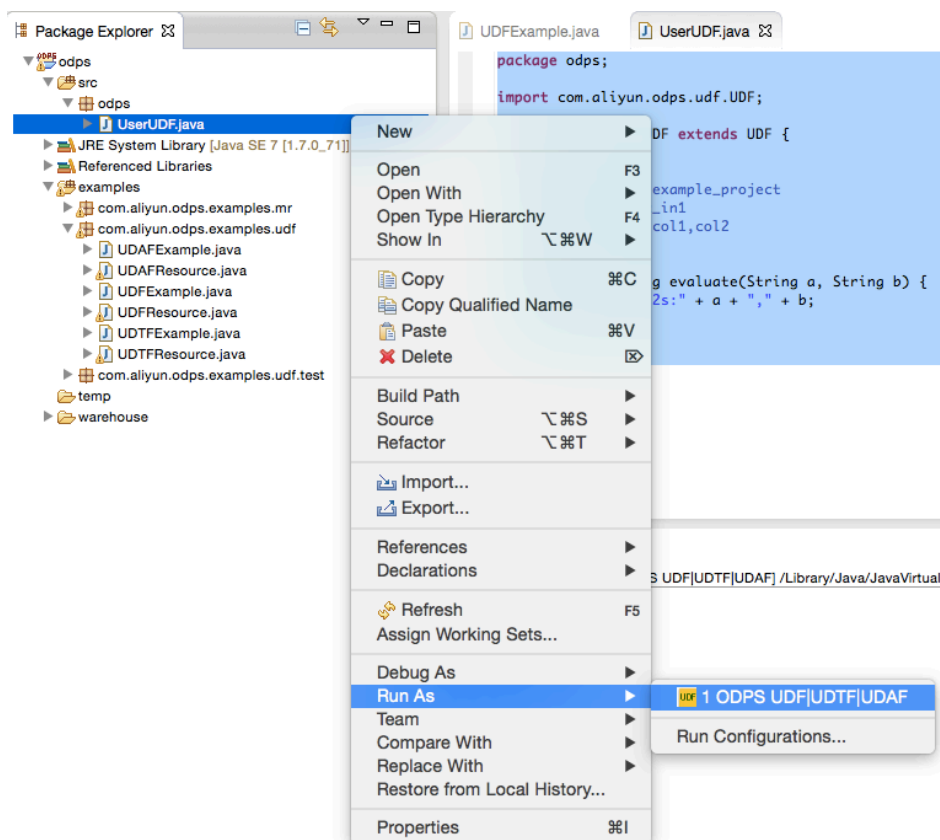 Package Explorer
UDFExample.java
UserUDF.java
odps
src
odps
UserUDF.java
JRE System Library [Java SE 7 [1.7.0_71]]
Referenced Libraries
examples
com.aliyun.odps.examples.mr
com.aliyun.odps.examples.udf
UDAFExample.java
UDAFResource.java
UDFExample.java
UDFResource.java
UDTFExample.java
UDTFResource.java
com.aliyun.odps.examples.udf.test
temp
warehouse
package odps;
import com.aliyun.odps.udf.UDF;
DF extends UDF {
example_project
_in1
col1,col2
g evaluate(String a, String b) {
2s:" + a + "," + b;
New
Open F3
Open With
Open Type Hierarchy F4
Show In ⌥⌘W
Copy ⌘C
Copy Qualified Name
Paste ⌘V
Delete ⌦
Build Path
Source ⌥⌘S
Refactor ⌥⌘T
Import...
Export...
References
Declarations
Refresh F5
Assign Working Sets...
Debug As
Run As
Team
Compare With
Replace With
Restore from Local History...
Properties ⌘I
S UDF|UDTF|UDAF] /Library/Java/JavaVirtual
UDF 1 ODPS UDF|UDTF|UDAF
Run Configurations...